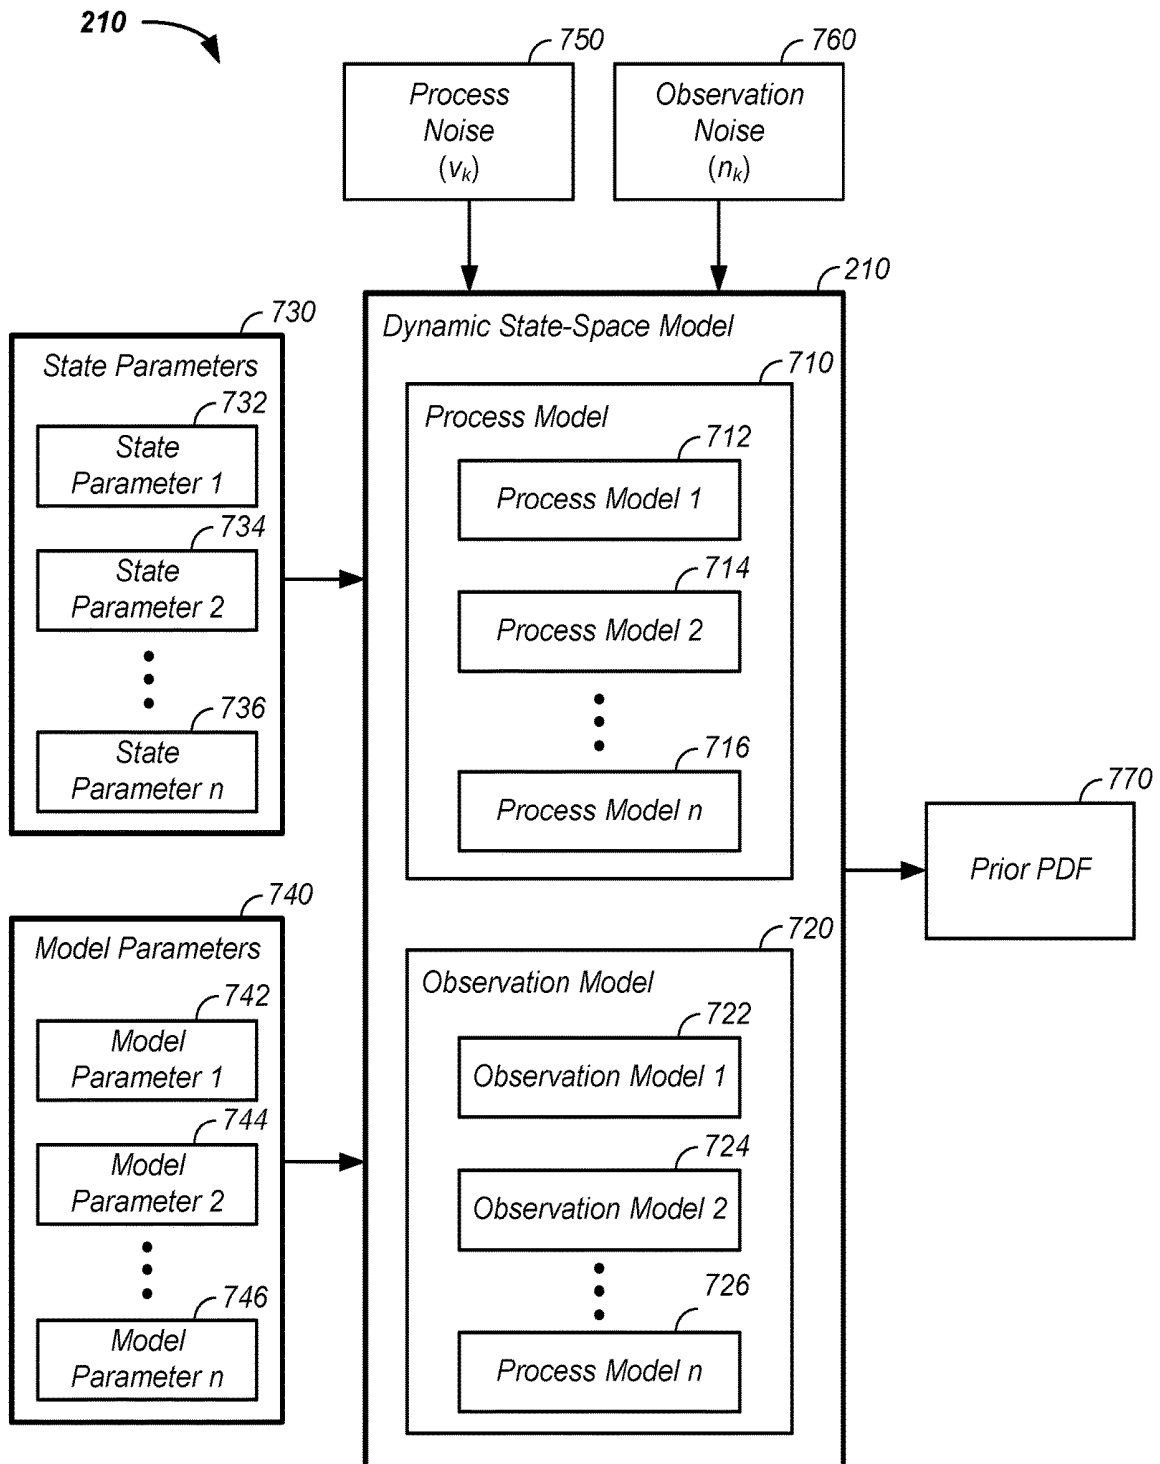 210
750
Process
Noise
(vk)
760
Observation
Noise
(nk)
210
Dynamic State-Space Model
730
State Parameters
732
State
Parameter 1
734
State
Parameter 2
736
State
Parameter n
740
Model Parameters
742
Model
Parameter 1
744
Model
Parameter 2
746
Model
Parameter n
710
Process Model
712
Process Model 1
714
Process Model 2
716
Process Model n
720
Observation Model
722
Observation Model 1
724
Observation Model 2
726
Process Model n
770
Prior PDF